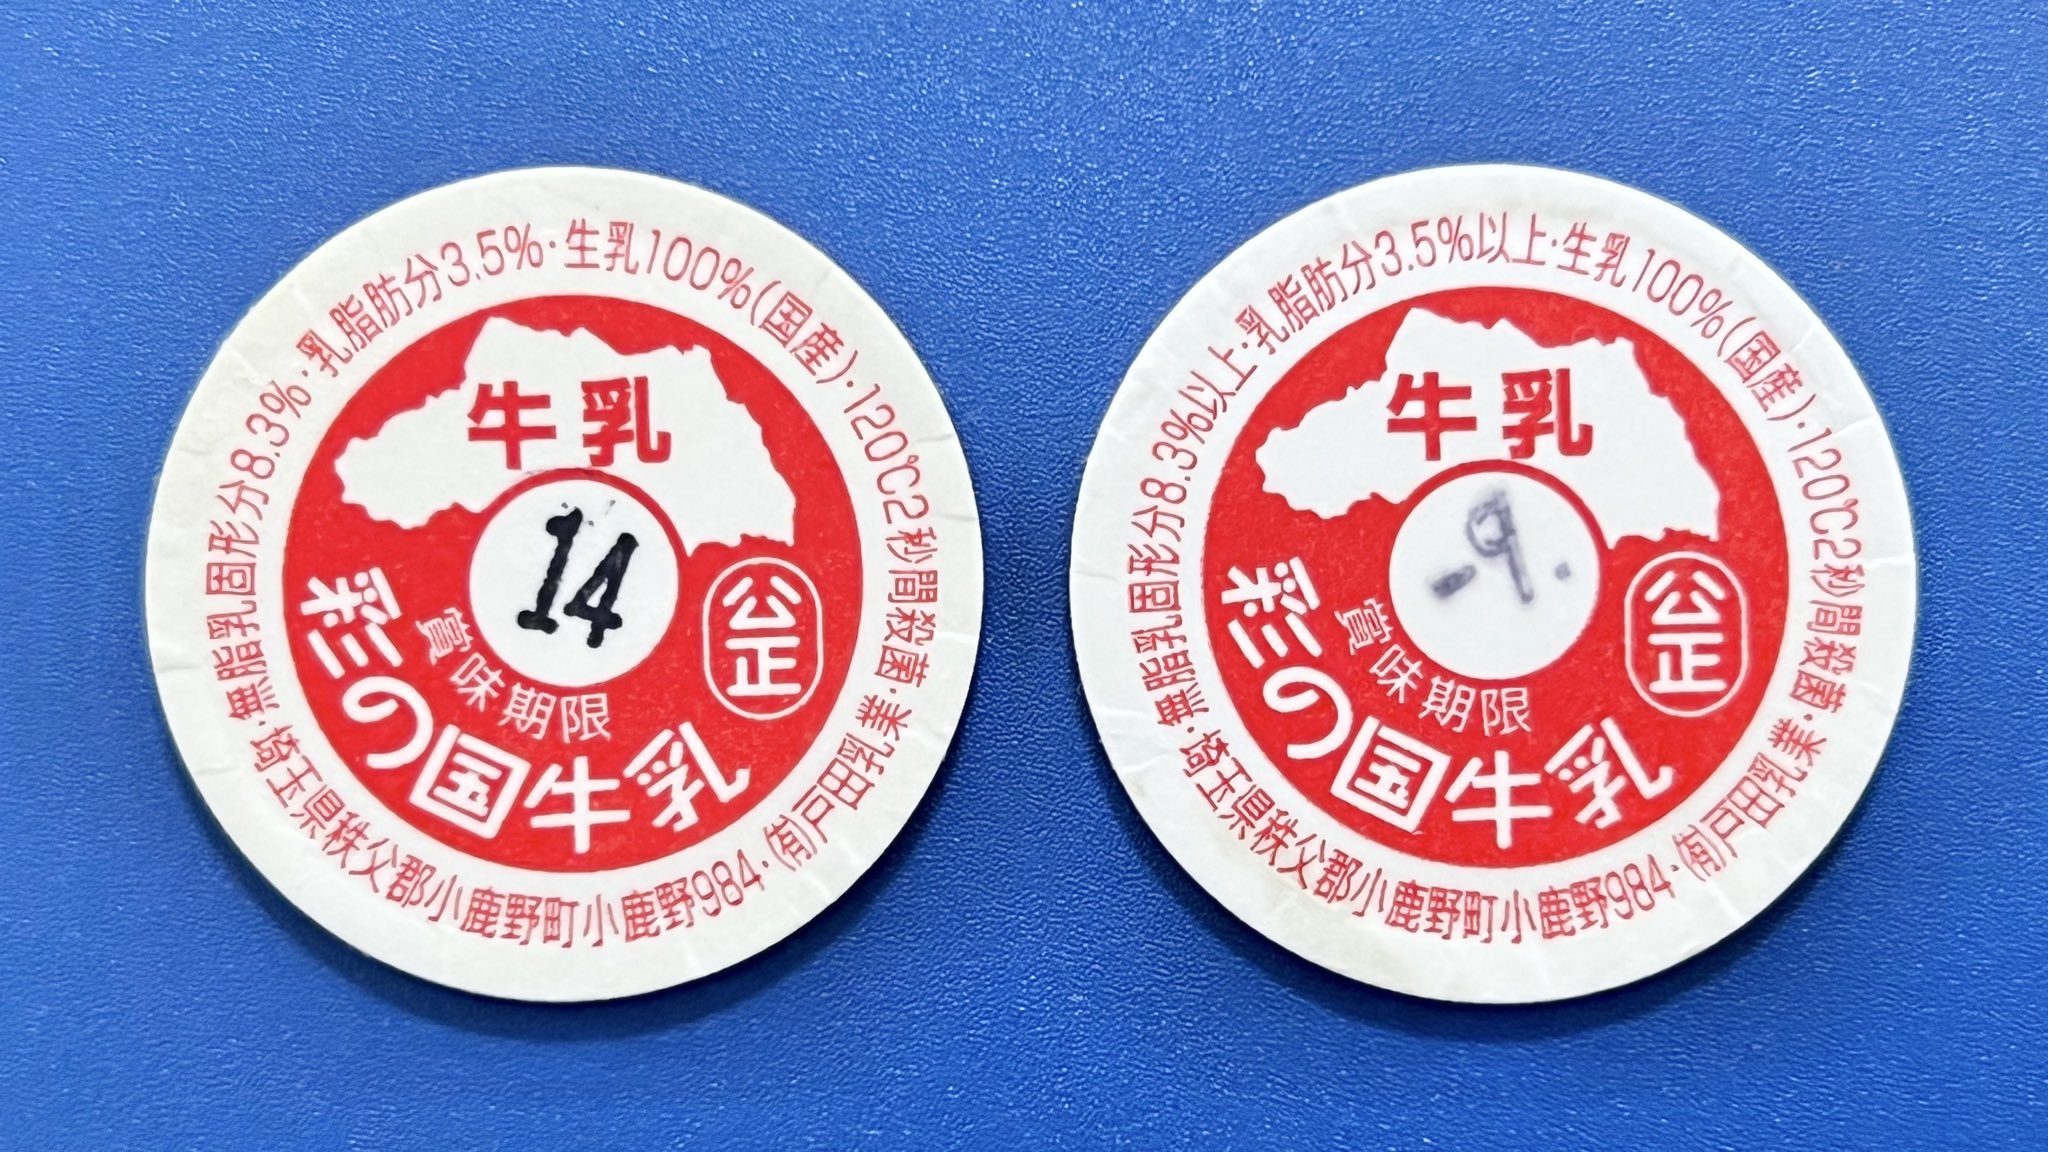 無脂乳固形分8.3%・乳脂肪分3.5%・生乳100%(国産)・120℃2秒間殺菌・
牛乳
14
公正
賞味期限
彩の国牛乳
埼玉県秩父郡小鹿野町小鹿野984・(有)戸田乳業・
無脂乳固形分8.3%以上・乳脂肪分3.5%以上・生乳100%(国産)・120℃2秒間殺菌・
牛乳
-9.
公正
賞味期限
彩の国牛乳
埼玉県秩父郡小鹿野町小鹿野984・(有)戸田乳業・